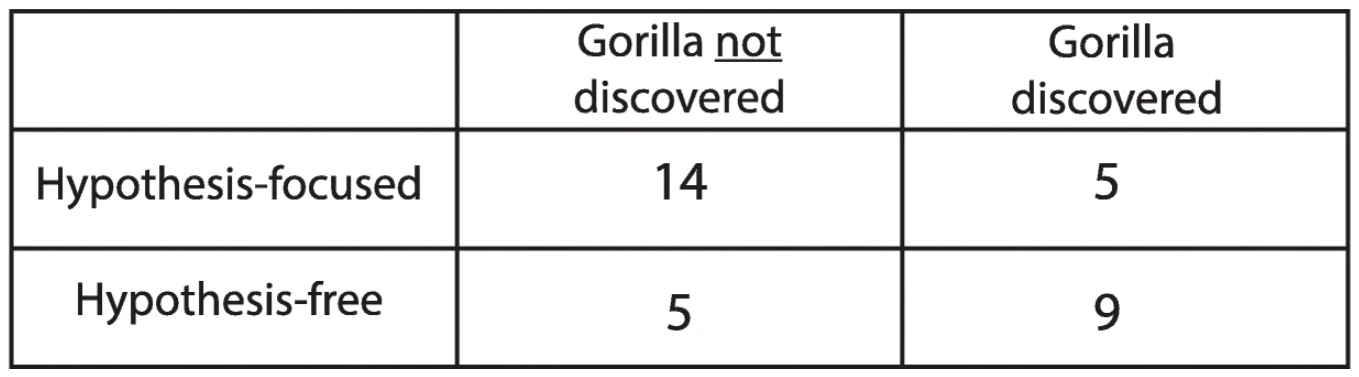 Gorilla not
discovered
Gorilla
discovered
Hypothesis-focused
14
5
Hypothesis-free
5
9